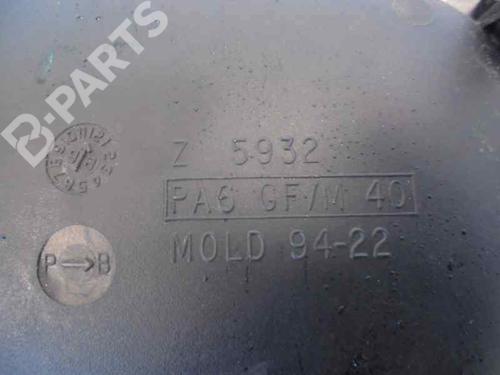 B-PARTS
Z 5932
PA6 GF/M 40
MOLD 94-22
P→B